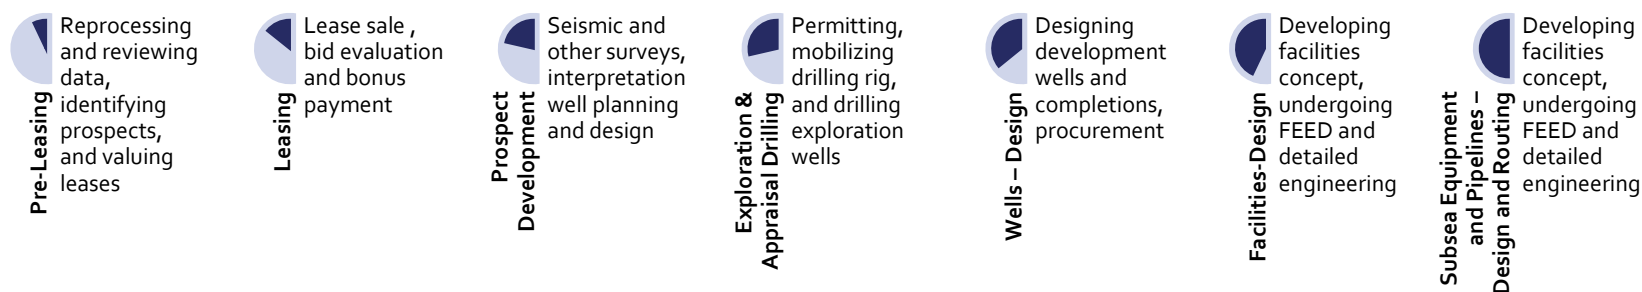 Pre-Leasing
Reprocessing
and reviewing
data,
identifying
prospects,
and valuing
leases
Leasing
Lease sale ,
bid evaluation
and bonus
payment
Prospect
Development
Seismic and
other surveys,
interpretation
well planning
and design
Exploration &
Appraisal Drilling
Permitting,
mobilizing
drilling rig,
and drilling
exploration
wells
Wells – Design
Designing
development
wells and
completions,
procurement
Facilities-Design
Developing
facilities
concept,
undergoing
FEED and
detailed
engineering
Subsea Equipment
and Pipelines –
Design and Routing
Developing
facilities
concept,
undergoing
FEED and
detailed
engineering